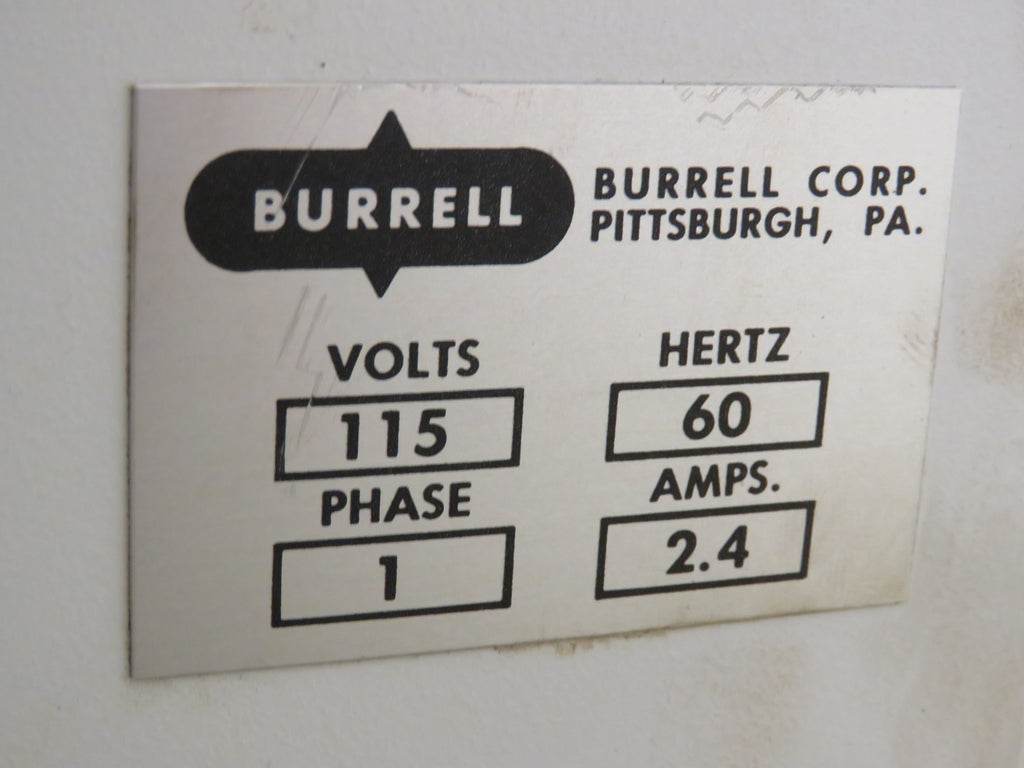 BURRELL
BURRELL CORP.
PITTSBURGH, PA.
VOLTS
115
HERTZ
60
PHASE
1
AMPS.
2.4